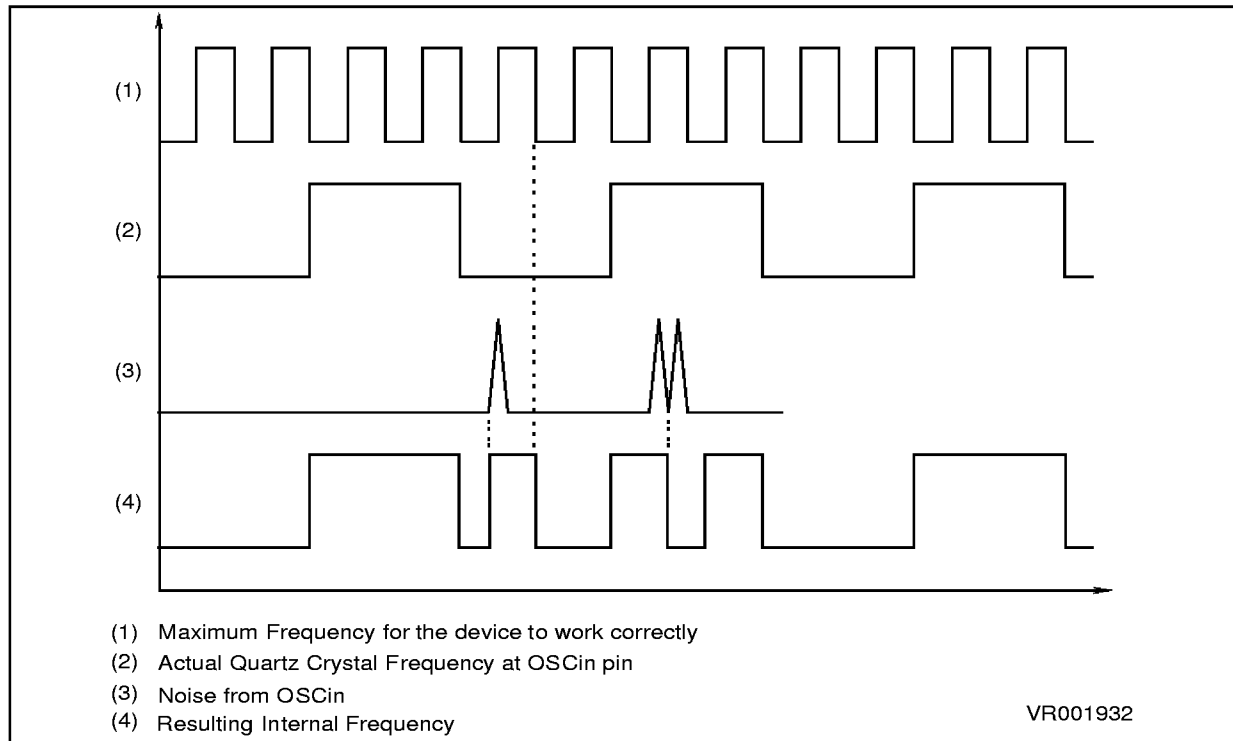 (1)
(2)
(3)
(4)
(1) Maximum Frequency for the device to work correctly
(2) Actual Quartz Crystal Frequency at OSCin pin
(3) Noise from OSCin
(4) Resulting Internal Frequency
VR001932